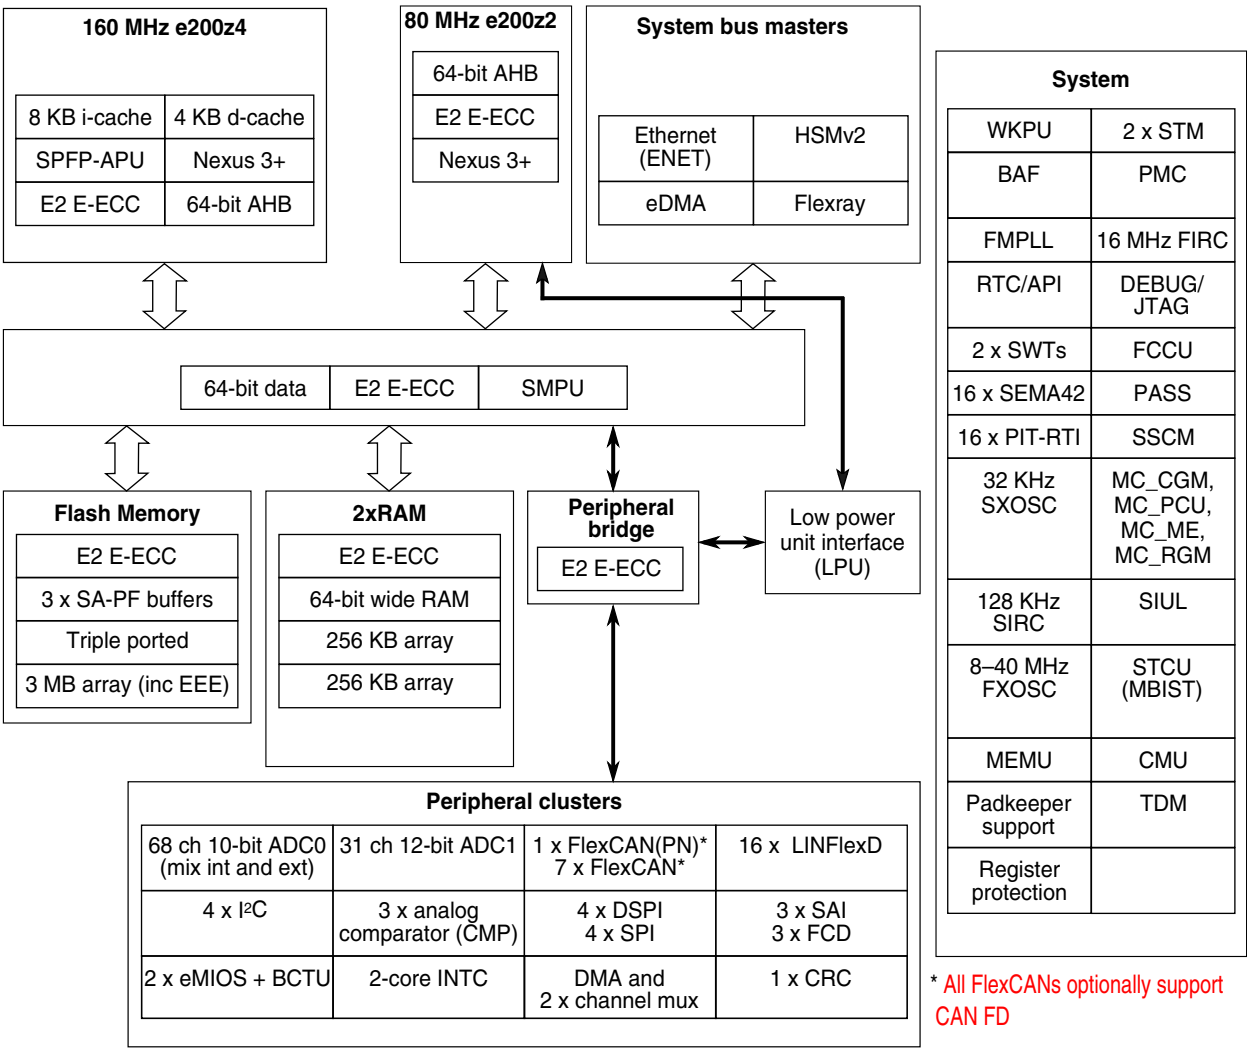 160 MHz e200z4
8 KB i-cache
4 KB d-cache
SPFP-APU
Nexus 3+
E2 E-ECC
64-bit AHB
80 MHz e200z2
64-bit AHB
E2 E-ECC
Nexus 3+
System bus masters
Ethernet
(ENET)
HSMv2
eDMA
Flexray
64-bit data
E2 E-ECC
SMPU
Flash Memory
E2 E-ECC
3 x SA-PF buffers
Triple ported
3 MB array (inc EEE)
2xRAM
E2 E-ECC
64-bit wide RAM
256 KB array
256 KB array
Peripheral
bridge
E2 E-ECC
Low power
unit interface
(LPU)
Peripheral clusters
68 ch 10-bit ADC0
(mix int and ext)
31 ch 12-bit ADC1
1 x FlexCAN(PN)*
7 x FlexCAN*
16 x LINFlexD
4 x I²C
3 x analog
comparator (CMP)
4 x DSPI
4 x SPI
3 x SAI
3 x FCD
2 x eMIOS + BCTU
2-core INTC
DMA and
2 x channel mux
1 x CRC
System
WKPU
2 x STM
BAF
PMC
FMPLL
16 MHz FIRC
RTC/API
DEBUG/
JTAG
2 x SWTs
FCCU
16 x SEMA42
PASS
16 x PIT-RTI
SSCM
32 KHz
SXOSC
MC_CGM,
MC_PCU,
MC_ME,
MC_RGM
128 KHz
SIRC
SIUL
8–40 MHz
FXOSC
STCU
(MBIST)
MEMU
CMU
Padkeeper
support
TDM
Register
protection
* All FlexCANs optionally support
CAN FD